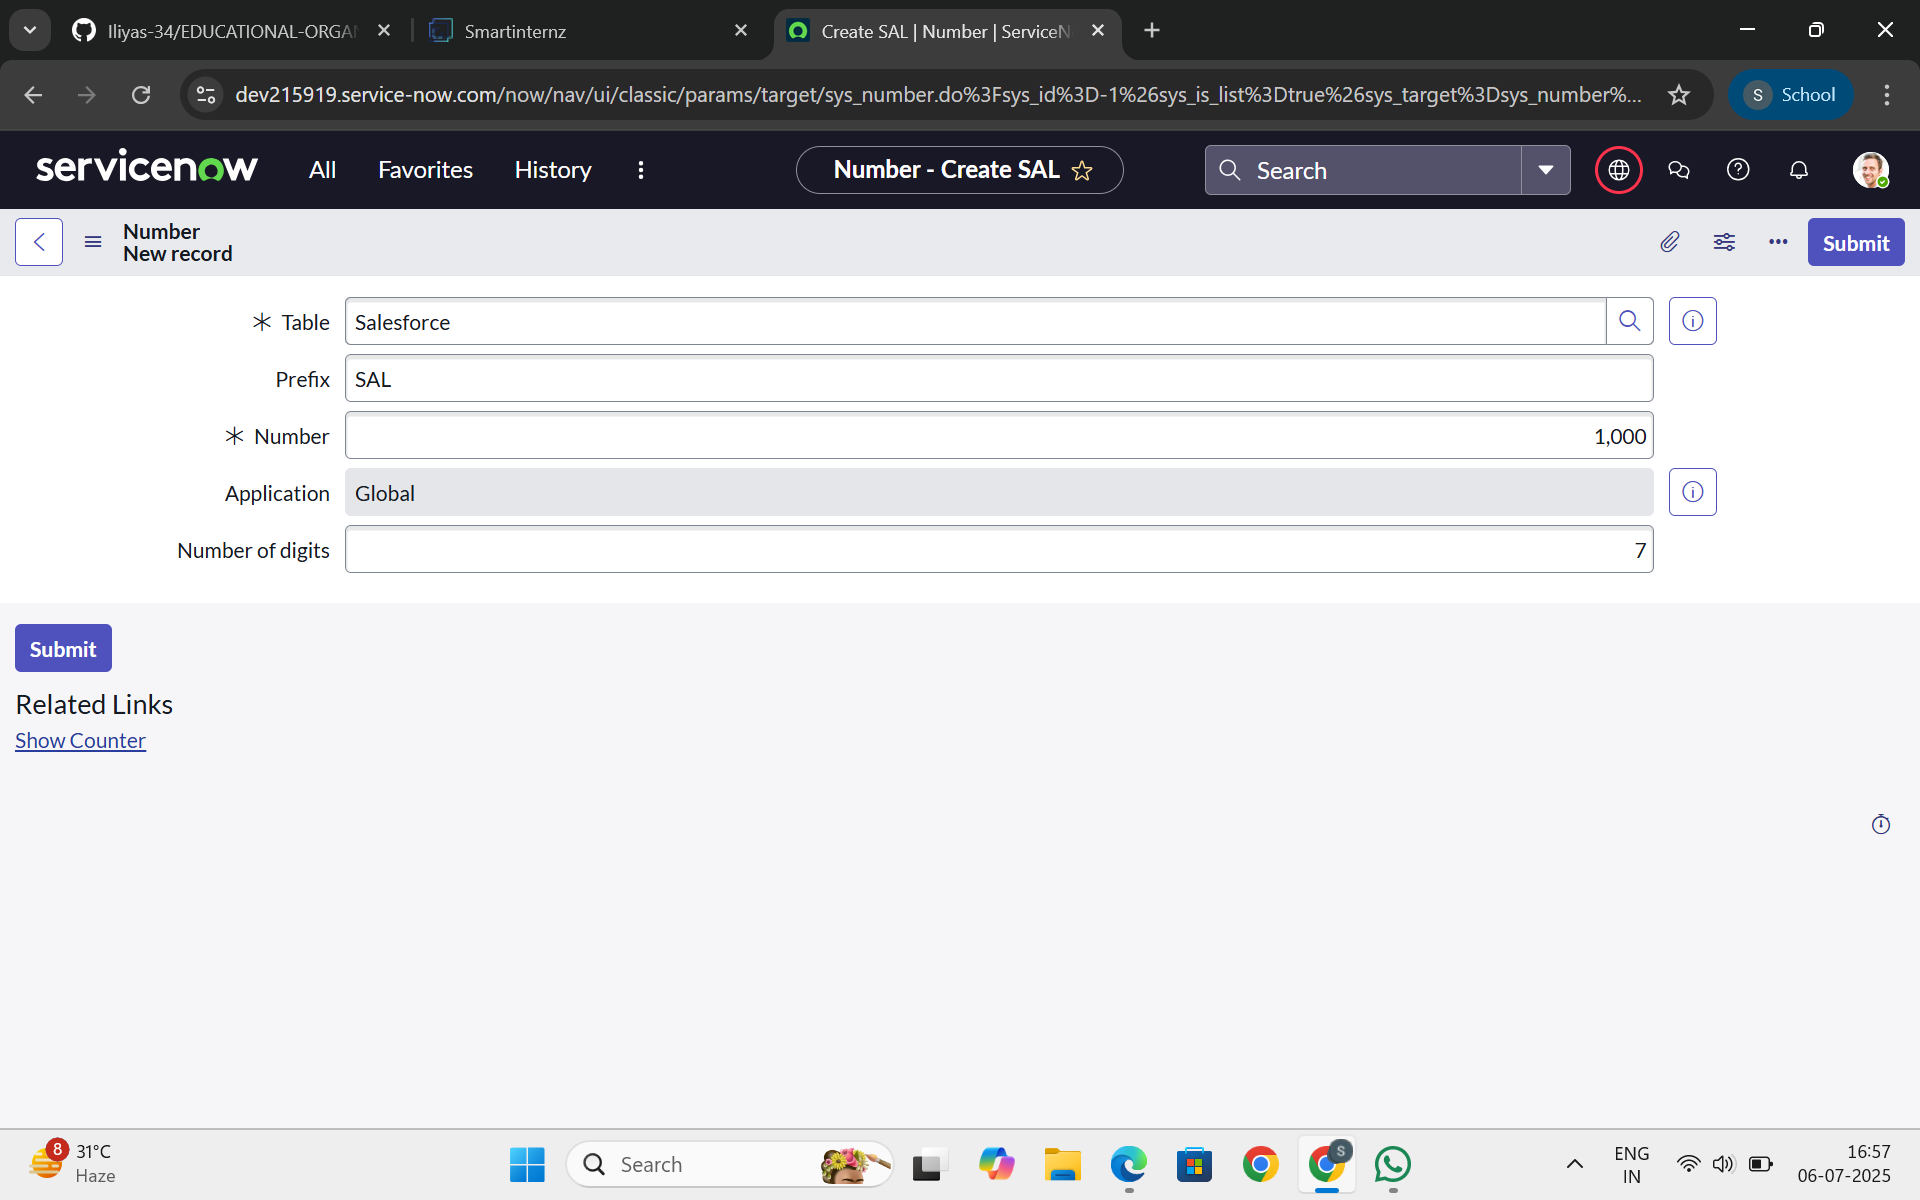 Iliyas-34/EDUCATIONAL-ORGA
Smartinternz
Create SAL | Number | ServiceN
dev215919.service-now.com/now/nav/ui/classic/params/target/sys_number.do%3Fsys_id%3D-1%26sys_is_list%3Dtrue%26sys_target%3Dsys_number%...
S School
servicenow
All Favorites History
Number - Create SAL
Search
Number
New record
Submit
Table
Salesforce
Prefix
SAL
Number
1,000
Application
Global
Number of digits
7
Submit
Related Links
Show Counter
8
31°C
Haze
Search
S
ENG
IN
16:57
06-07-2025